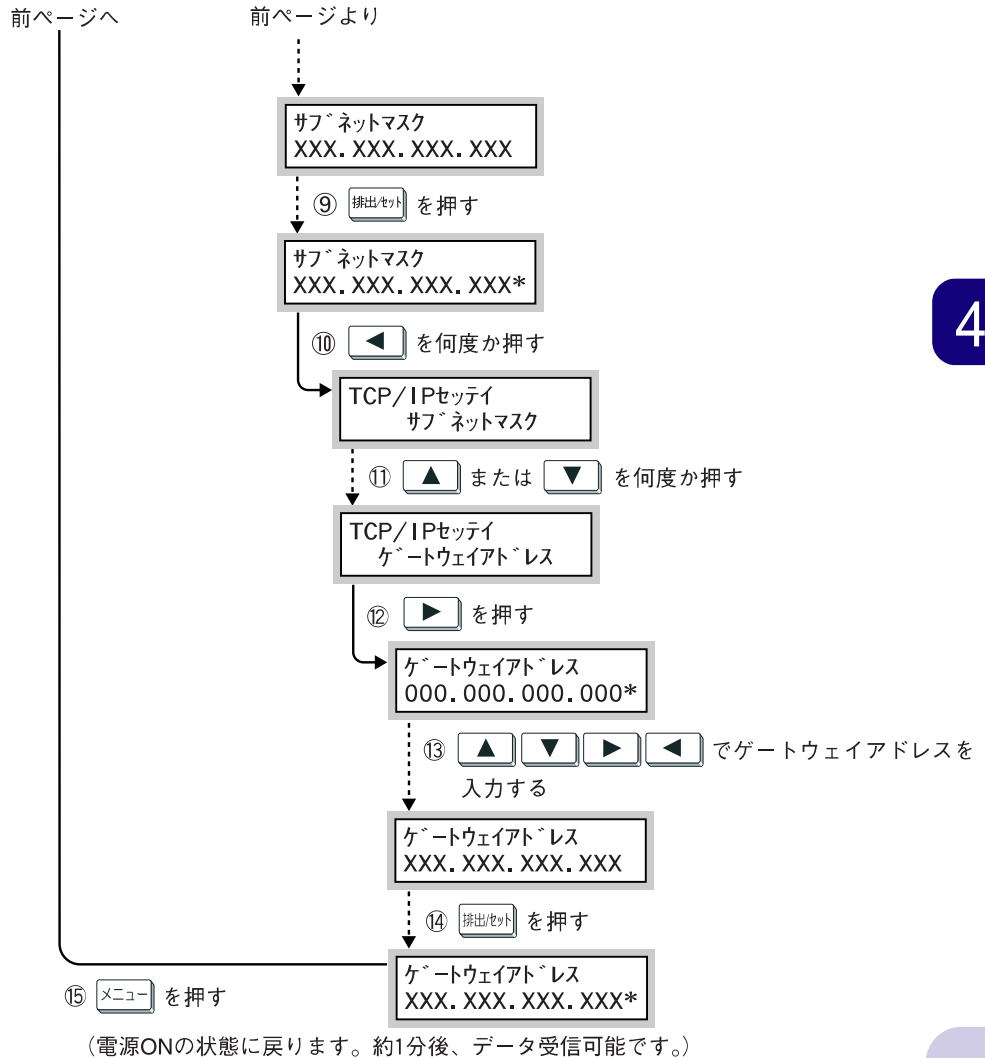 前ページへ
前ページより
サブネットマスク
XXX. XXX. XXX. XXX
⑨ 排出/セット を押す
サブネットマスク
XXX. XXX. XXX. XXX*
⑩ ◀ を何度か押す
4
TCP/IPセッテイ
サブネットマスク
⑪ ▲ または ▼ を何度か押す
TCP/IPセッテイ
ゲートウェイアドレス
⑫ ▶ を押す
ゲートウェイアドレス
000. 000. 000. 000*
⑬ ▲ ▼ ▶ ◀ でゲートウェイアドレスを
入力する
ゲートウェイアドレス
XXX. XXX. XXX. XXX
⑭ 排出/セット を押す
ゲートウェイアドレス
XXX. XXX. XXX. XXX*
⑮ メニュー を押す
(電源ONの状態に戻ります。約1分後、データ受信可能です。)